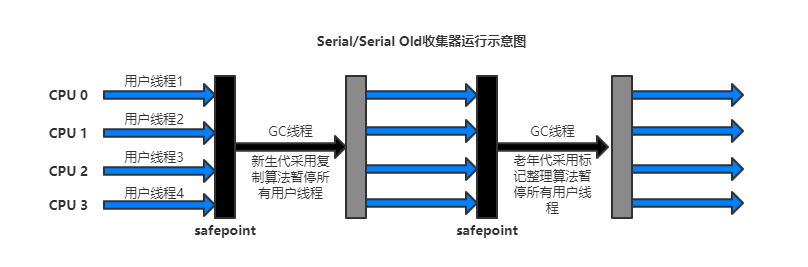 Serial/Serial Old收集器运行示意图
CPU 0
用户线程1
CPU 1
用户线程2
CPU 2
用户线程3
CPU 3
用户线程4
safepoint
GC线程
新生代采用复
制算法暂停所
有用户线程
safepoint
GC线程
老年代采用标
记整理算法暂
停所有用户线
程